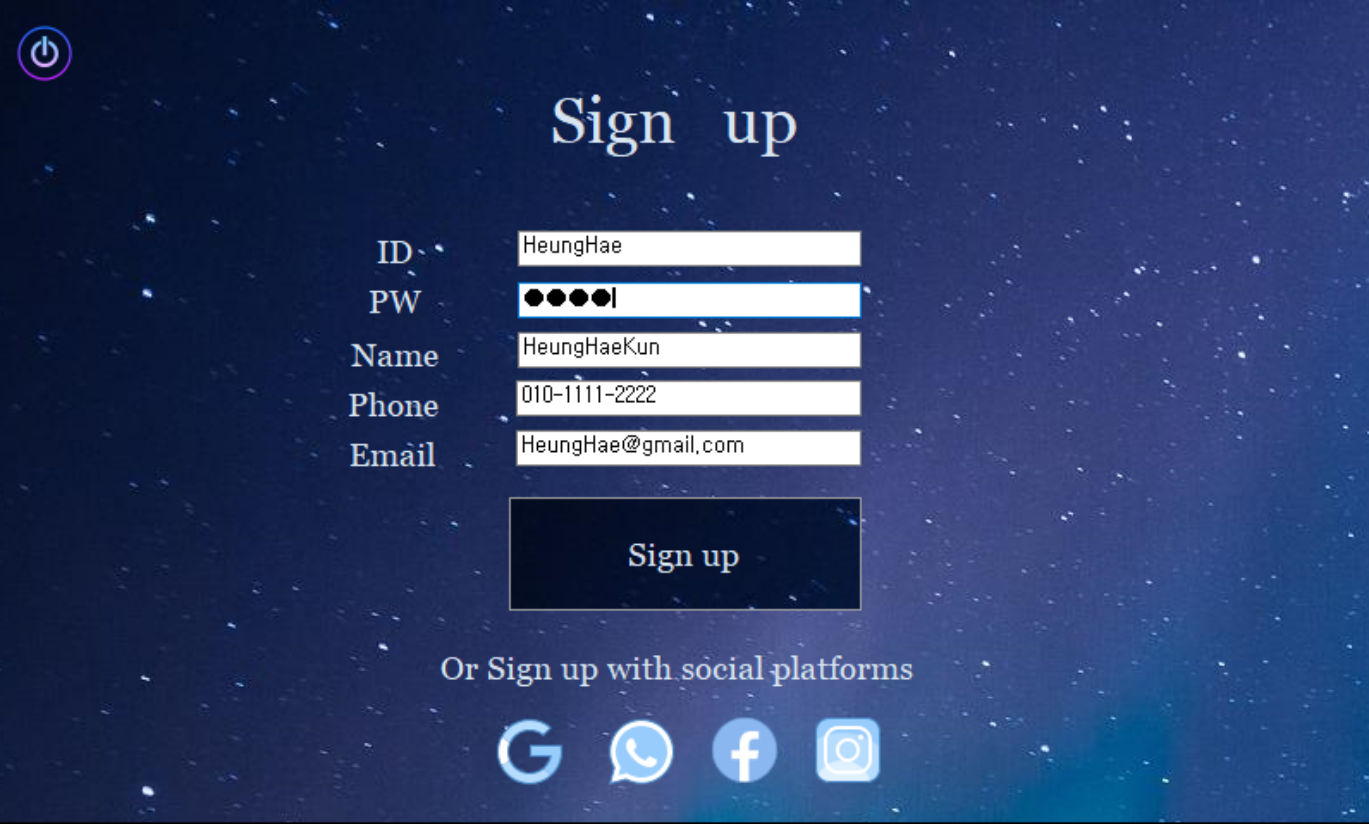 Sign up
ID HeungHae
PW ●●●●
Name HeungHaeKun
Phone 010-1111-2222
Email HeungHae@gmail.com
Sign up
Or Sign up with social platforms